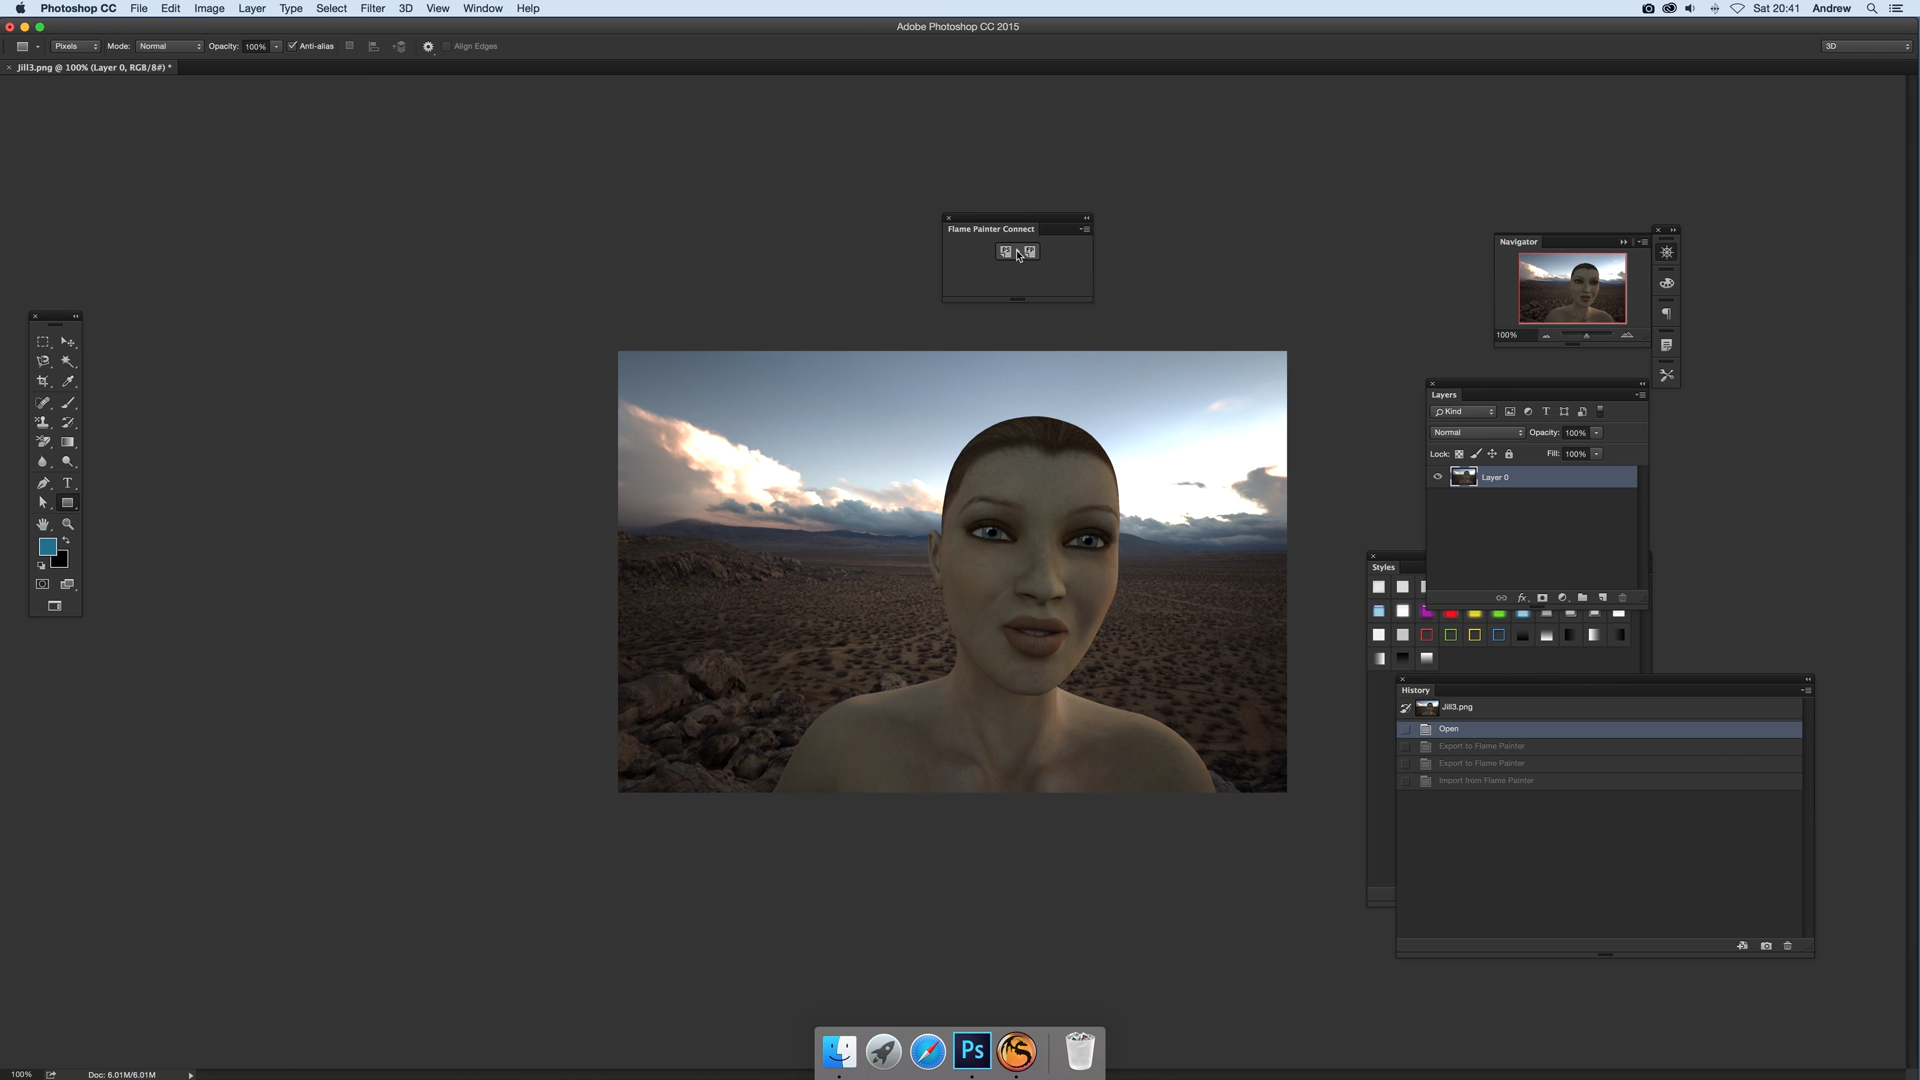 Photoshop CC File Edit Image Layer Type Select Filter 3D View Window Help Sat 20:41 Andrew
Adobe Photoshop CC 2015
Pixels Mode: Normal Opacity: 100% Anti-alias Align Edges 3D
Jill3.png @ 100% (Layer 0, RGB/8#) *
Flame Painter Connect
Navigator
100%
Layers
Kind
Normal Opacity: 100%
Lock: Fill: 100%
Layer 0
Styles
History
Jill3.png
Open
Export to Flame Painter
Export to Flame Painter
Import from Flame Painter
Ps
100% Doc: 6.01M/6.01M